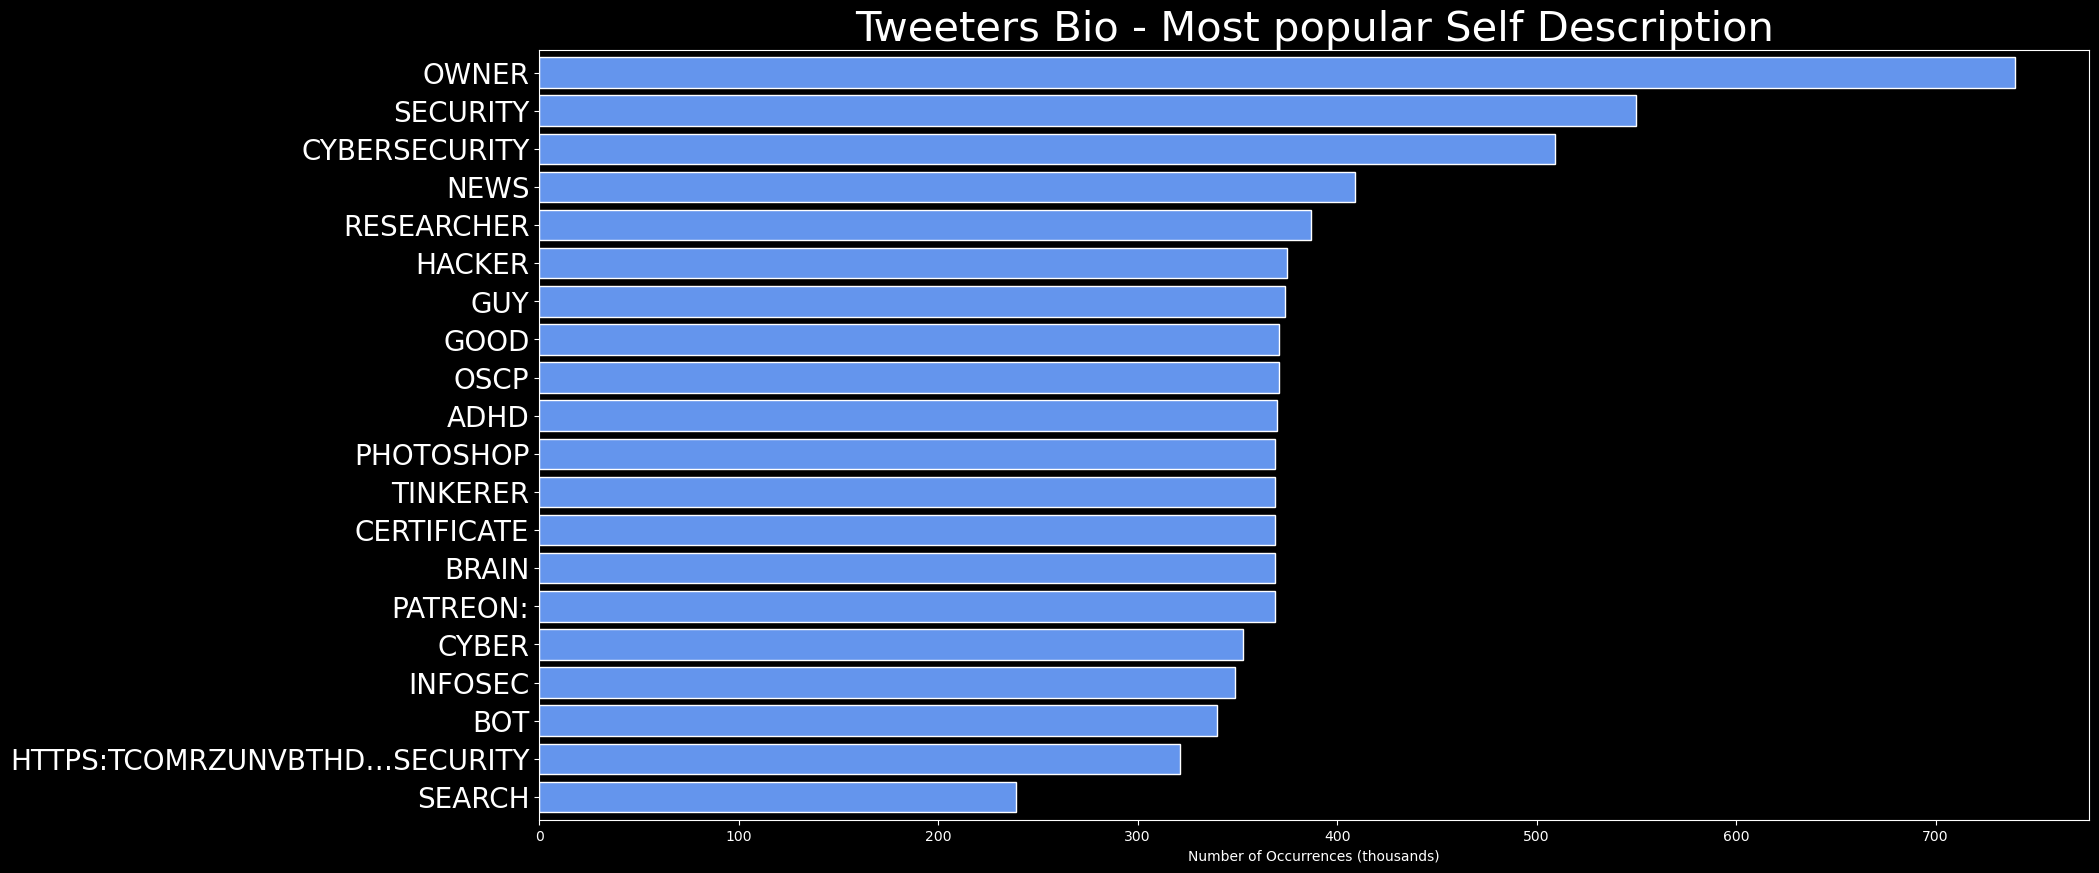 Tweeters Bio - Most popular Self Description
OWNER
SECURITY
CYBERSECURITY
NEWS
RESEARCHER
HACKER
GUY
GOOD
OSCP
ADHD
PHOTOSHOP
TINKERER
CERTIFICATE
BRAIN
PATREON:
CYBER
INFOSEC
BOT
HTTPS:TCOMRZUNVBTHD...SECURITY
SEARCH
0 100 200 300 400 500 600 700
Number of Occurrences (thousands)